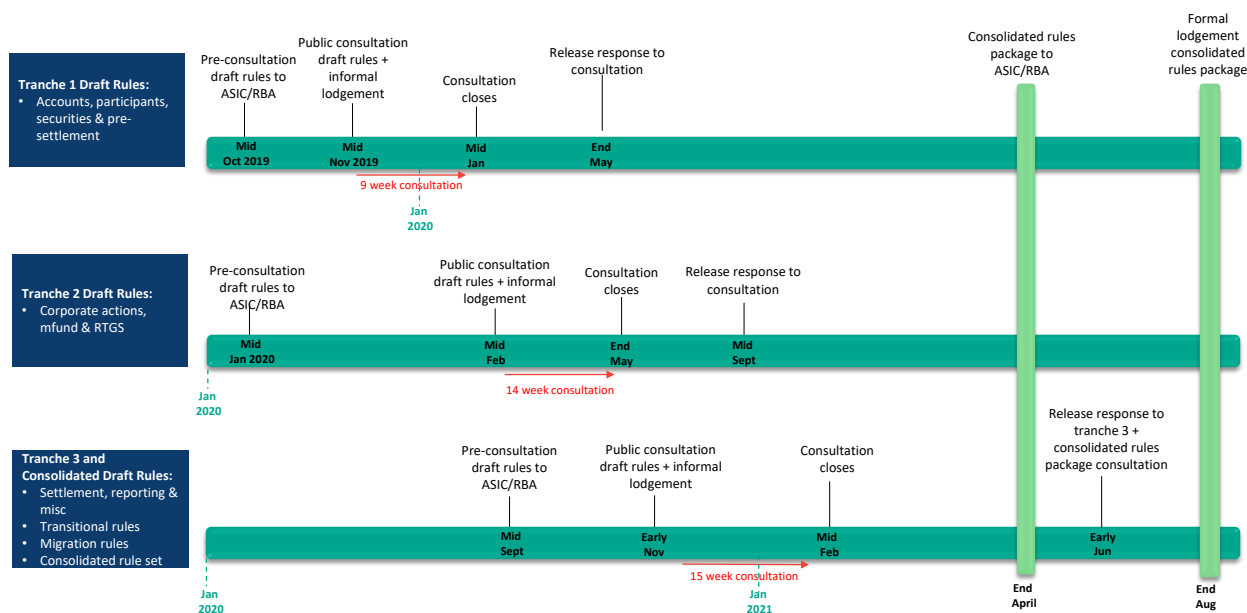 Tranche 1 Draft Rules:
• Accounts, participants,
securities & pre-
settlement
Pre-consultation
draft rules to
ASIC/RBA
Public consultation
draft rules +
informal
lodgement
Consultation
closes
Release response to
consultation
Consolidated rules
package to
ASIC/RBA
Formal
lodgement
consolidated
rules package
Mid
Oct 2019
Mid
Nov 2019
Mid
Jan
End
May
9 week consultation
Jan
2020
Tranche 2 Draft Rules:
• Corporate actions,
mfund & RTGS
Pre-consultation
draft rules to
ASIC/RBA
Public consultation
draft rules + informal
lodgement
Consultation
closes
Release response to
consultation
Mid
Jan 2020
Mid
Feb
End
May
Mid
Sept
14 week consultation
Jan
2020
Tranche 3 and
Consolidated Draft Rules:
• Settlement, reporting &
misc
• Transitional rules
• Migration rules
• Consolidated rule set
Pre-consultation
draft rules to
ASIC/RBA
Public consultation
draft rules + informal
lodgement
Consultation
closes
Release response to
tranche 3 +
consolidated rules
package consultation
Mid
Sept
Early
Nov
Mid
Feb
Early
Jun
15 week consultation
Jan
2020
Jan
2021
End
April
End
Aug